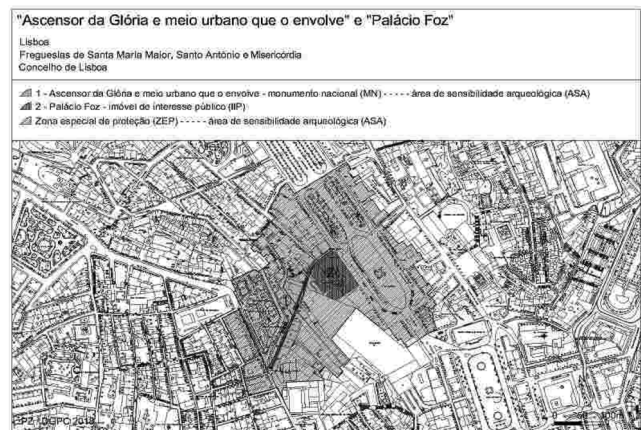 "Ascensor da Glória e meio urbano que o envolve" e "Palácio Foz"
Lisboa
Freguesias de Santa Maria Maior, Santo António e Misericórdia
Concelho de Lisboa
1 - Ascensor da Glória e meio urbano que o envolve - monumento nacional (MN) - - - - - área de sensibilidade arqueológica (ASA)
2 - Palácio Foz - imóvel de interesse público (IIP)
Zona especial de proteção (ZEP) - - - - - área de sensibilidade arqueológica (ASA)
2